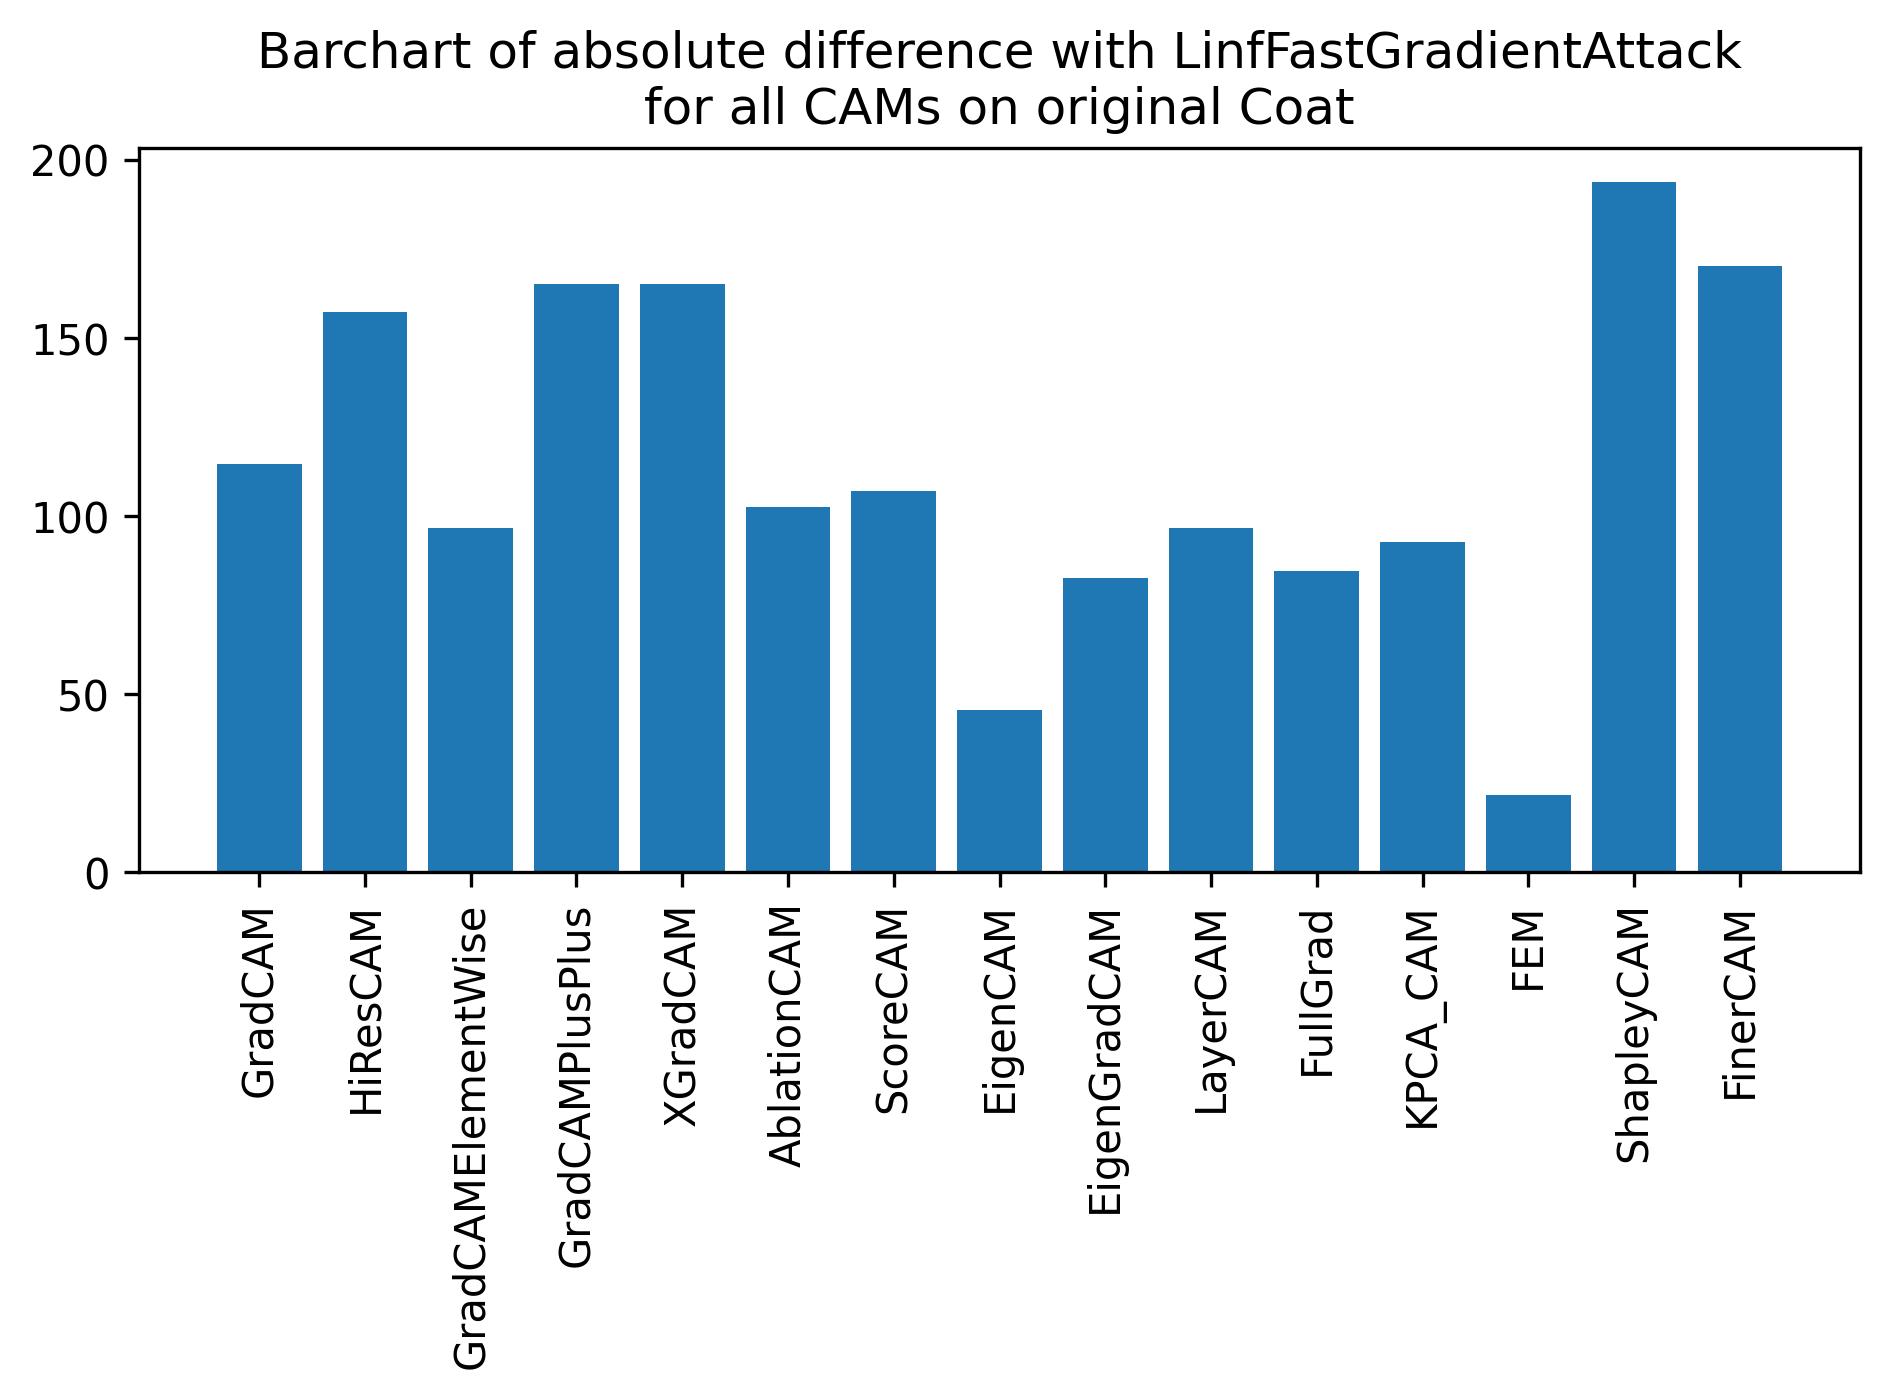 Barchart of absolute difference with LinfFastGradientAttack
for all CAMs on original Coat
200
150
100
50
0
GradCAM
HiResCAM
GradCAMElementWise
GradCAMPlusPlus
XGradCAM
AblationCAM
ScoreCAM
EigenCAM
EigenGradCAM
LayerCAM
FullGrad
KPCA_CAM
FEM
ShapleyCAM
FinerCAM